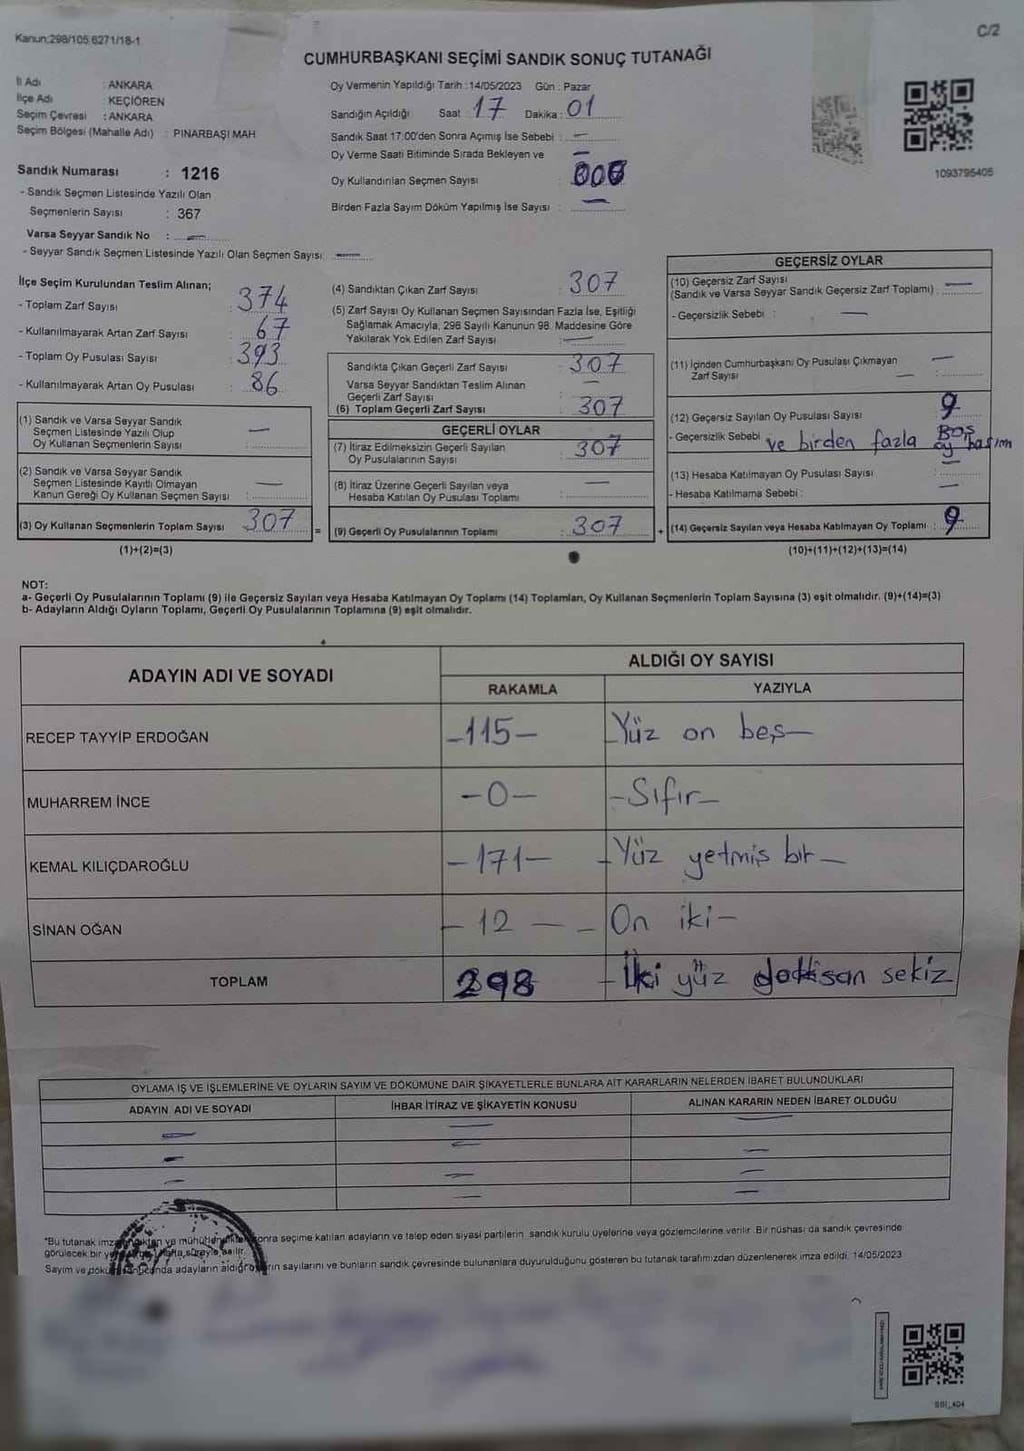 Kanun;298/105 6271/18-1
C/2
CUMHURBAŞKANI SEÇİMİ SANDIK SONUÇ TUTANAĞI
İl Adı : ANKARA
İlçe Adı : KEÇİÖREN
Seçim Çevresi : ANKARA
Seçim Bölgesi (Mahalle Adı) : PINARBAŞI MAH
Sandık Numarası : 1216
- Sandık Seçmen Listesinde Yazılı Olan
Seçmenlerin Sayısı : 367
Varsa Seyyar Sandık No : —
- Seyyar Sandık Seçmen Listesinde Yazılı Olan Seçmen Sayısı: —
Oy Vermenin Yapıldığı Tarih :14/05/2023 Gün : Pazar
Sandığın Açıldığı Saat 17 Dakika : 01
Sandık Saat 17:00'den Sonra Açımış İse Sebebi : —
Oy Verme Saati Bitiminde Sırada Bekleyen ve —
Oy Kullandırılan Seçmen Sayısı : 000
Birden Fazla Sayım Döküm Yapılmış İse Sayısı : —
1093795405
İlçe Seçim Kurulundan Teslim Alınan;
- Toplam Zarf Sayısı : 374
- Kullanılmayarak Artan Zarf Sayısı : 67
- Toplam Oy Pusulası Sayısı : 393
- Kullanılmayarak Artan Oy Pusulası : 86
(1) Sandık ve Varsa Seyyar Sandık
Seçmen Listesinde Yazılı Olup
Oy Kullanan Seçmenlerin Sayısı : —
(2) Sandık ve Varsa Seyyar Sandık
Seçmen Listesinde Kayıtlı Olmayan
Kanun Gereği Oy Kullanan Seçmen Sayısı : —
(3) Oy Kullanan Seçmenlerin Toplam Sayısı : 307 =
(1)+(2)=(3)
(4) Sandıktan Çıkan Zarf Sayısı : 307
(5) Zarf Sayısı Oy Kullanan Seçmen Sayısından Fazla İse, Eşitliği
Sağlamak Amacıyla, 298 Sayılı Kanunun 98. Maddesine Göre
Yakılarak Yok Edilen Zarf Sayısı : —
Sandıkta Çıkan Geçerli Zarf Sayısı : 307
Varsa Seyyar Sandıktan Teslim Alınan —
Geçerli Zarf Sayısı :
(6) Toplam Geçerli Zarf Sayısı : 307
GEÇERLİ OYLAR
(7) İtiraz Edilmeksizin Geçerli Sayılan
Oy Pusulalarının Sayısı : 307
(8) İtiraz Üzerine Geçerli Sayılan veya
Hesaba Katılan Oy Pusulası Toplamı : —
(9) Geçerli Oy Pusulalarının Toplamı : 307 +
GEÇERSİZ OYLAR
(10) Geçersiz Zarf Sayısı
(Sandık ve Varsa Seyyar Sandık Geçersiz Zarf Toplamı) : —
- Geçersizlik Sebebi : —
(11) İçinden Cumhurbaşkanı Oy Pusulası Çıkmayan
Zarf Sayısı —
(12) Geçersiz Sayılan Oy Pusulası Sayısı : 9
- Geçersizlik Sebebi : Boş
ve birden fazla oy basımı
(13) Hesaba Katılmayan Oy Pusulası Sayısı : —
- Hesaba Katılmama Sebebi : —
(14) Geçersiz Sayılan veya Hesaba Katılmayan Oy Toplamı : 9
(10)+(11)+(12)+(13)=(14)
NOT:
a- Geçerli Oy Pusulalarının Toplamı (9) ile Geçersiz Sayılan veya Hesaba Katılmayan Oy Toplamı (14) Toplamları, Oy Kullanan Seçmenlerin Toplam Sayısına (3) eşit olmalıdır. (9)+(14)=(3)
b- Adayların Aldığı Oyların Toplamı, Geçerli Oy Pusulalarının Toplamına (9) eşit olmalıdır.
ADAYIN ADI VE SOYADI
ALDIĞI OY SAYISI
RAKAMLA YAZIYLA
RECEP TAYYİP ERDOĞAN -115- Yüz on beş-
MUHARREM İNCE -0- -Sıfır-
KEMAL KILIÇDAROĞLU -171- -Yüz yetmiş bir-
SİNAN OĞAN -12- -On iki-
TOPLAM 298 -İki yüz doksan sekiz
OYLAMA İŞ VE İŞLEMLERİNE VE OYLARIN SAYIM VE DÖKÜMÜNE DAİR ŞİKAYETLERLE BUNLARA AİT KARARLARIN NELERDEN İBARET BULUNDUKLARI
ADAYIN ADI VE SOYADI İHBAR İTİRAZ VE ŞİKAYETİN KONUSU ALINAN KARARIN NEDEN İBARET OLDUĞU
"Bu tutanak sonra seçime katılan adayların ve talep eden siyasi partilerin sandık kurulu üyelerine veya gözlemcilerine verilir. Bir nüshası da sandık çevresinde
görülecek bir
Sayım ve adayların sayılarını ve bunların sandık çevresinde bulunanlara duyurulduğunu gösteren bu tutanak tarafımızdan düzenlenerek imza edildi. 14/05/2023